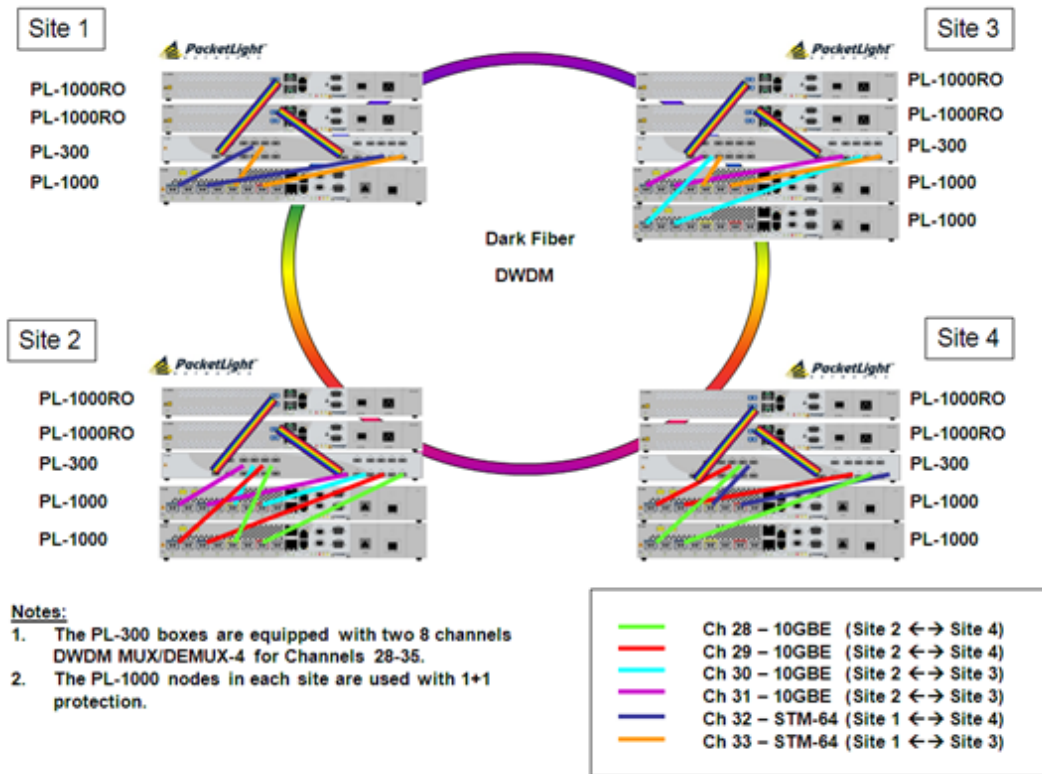 Site 1
PacketLight
NETWORKS
PL-1000RO
PL-1000RO
PL-300
PL-1000
Site 3
PacketLight
NETWORKS
PL-1000RO
PL-1000RO
PL-300
PL-1000
PL-1000
Dark Fiber
DWDM
Site 2
PacketLight
NETWORKS
PL-1000RO
PL-1000RO
PL-300
PL-1000
PL-1000
Site 4
PacketLight
NETWORKS
PL-1000RO
PL-1000RO
PL-300
PL-1000
PL-1000
Notes:
1. The PL-300 boxes are equipped with two 8 channels
DWDM MUX/DEMUX-4 for Channels 28-35.
2. The PL-1000 nodes in each site are used with 1+1
protection.
Ch 28 – 10GBE (Site 2 ←→ Site 4)
Ch 29 – 10GBE (Site 2 ←→ Site 4)
Ch 30 – 10GBE (Site 2 ←→ Site 3)
Ch 31 – 10GBE (Site 2 ←→ Site 3)
Ch 32 – STM-64 (Site 1 ←→ Site 4)
Ch 33 – STM-64 (Site 1 ←→ Site 3)